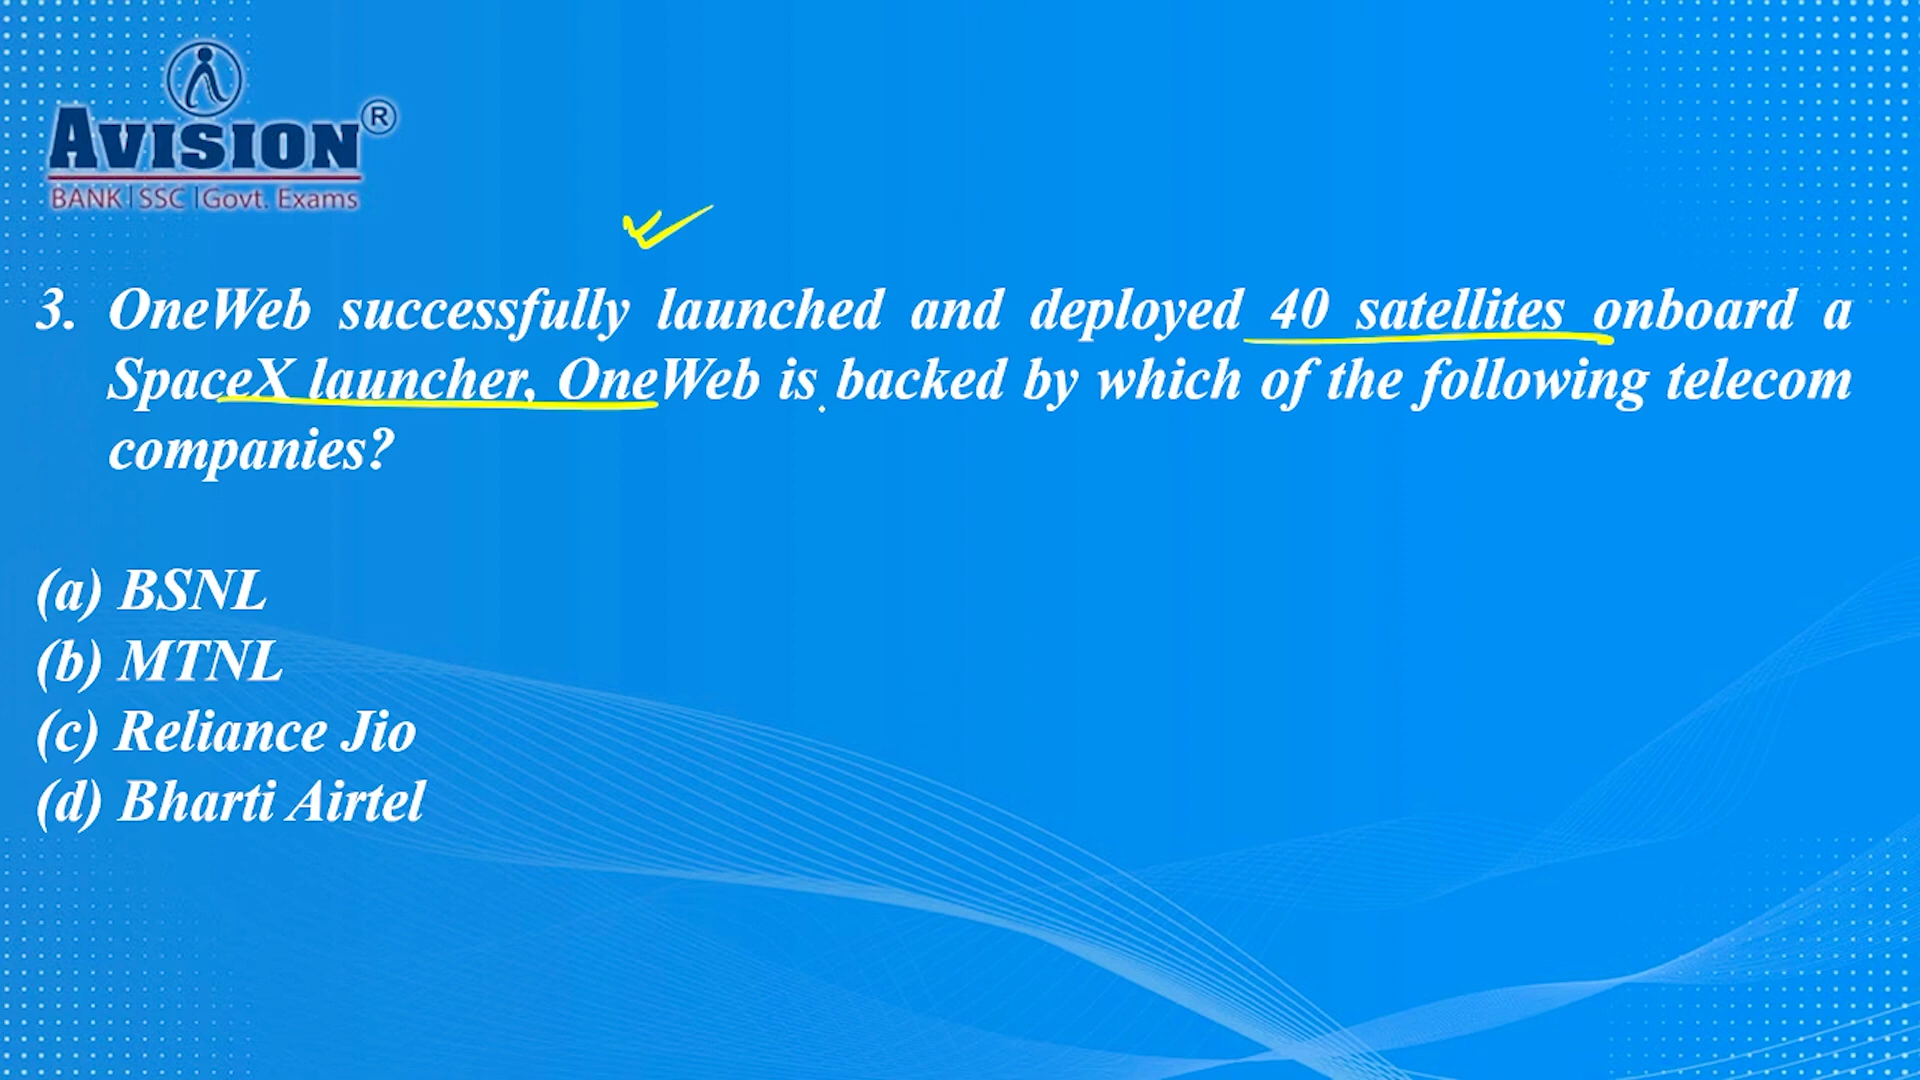 AVISION®
BANK | SSC | Govt. Exams
3. OneWeb successfully launched and deployed 40 satellites onboard a
SpaceX launcher, OneWeb is backed by which of the following telecom
companies?
(a) BSNL
(b) MTNL
(c) Reliance Jio
(d) Bharti Airtel